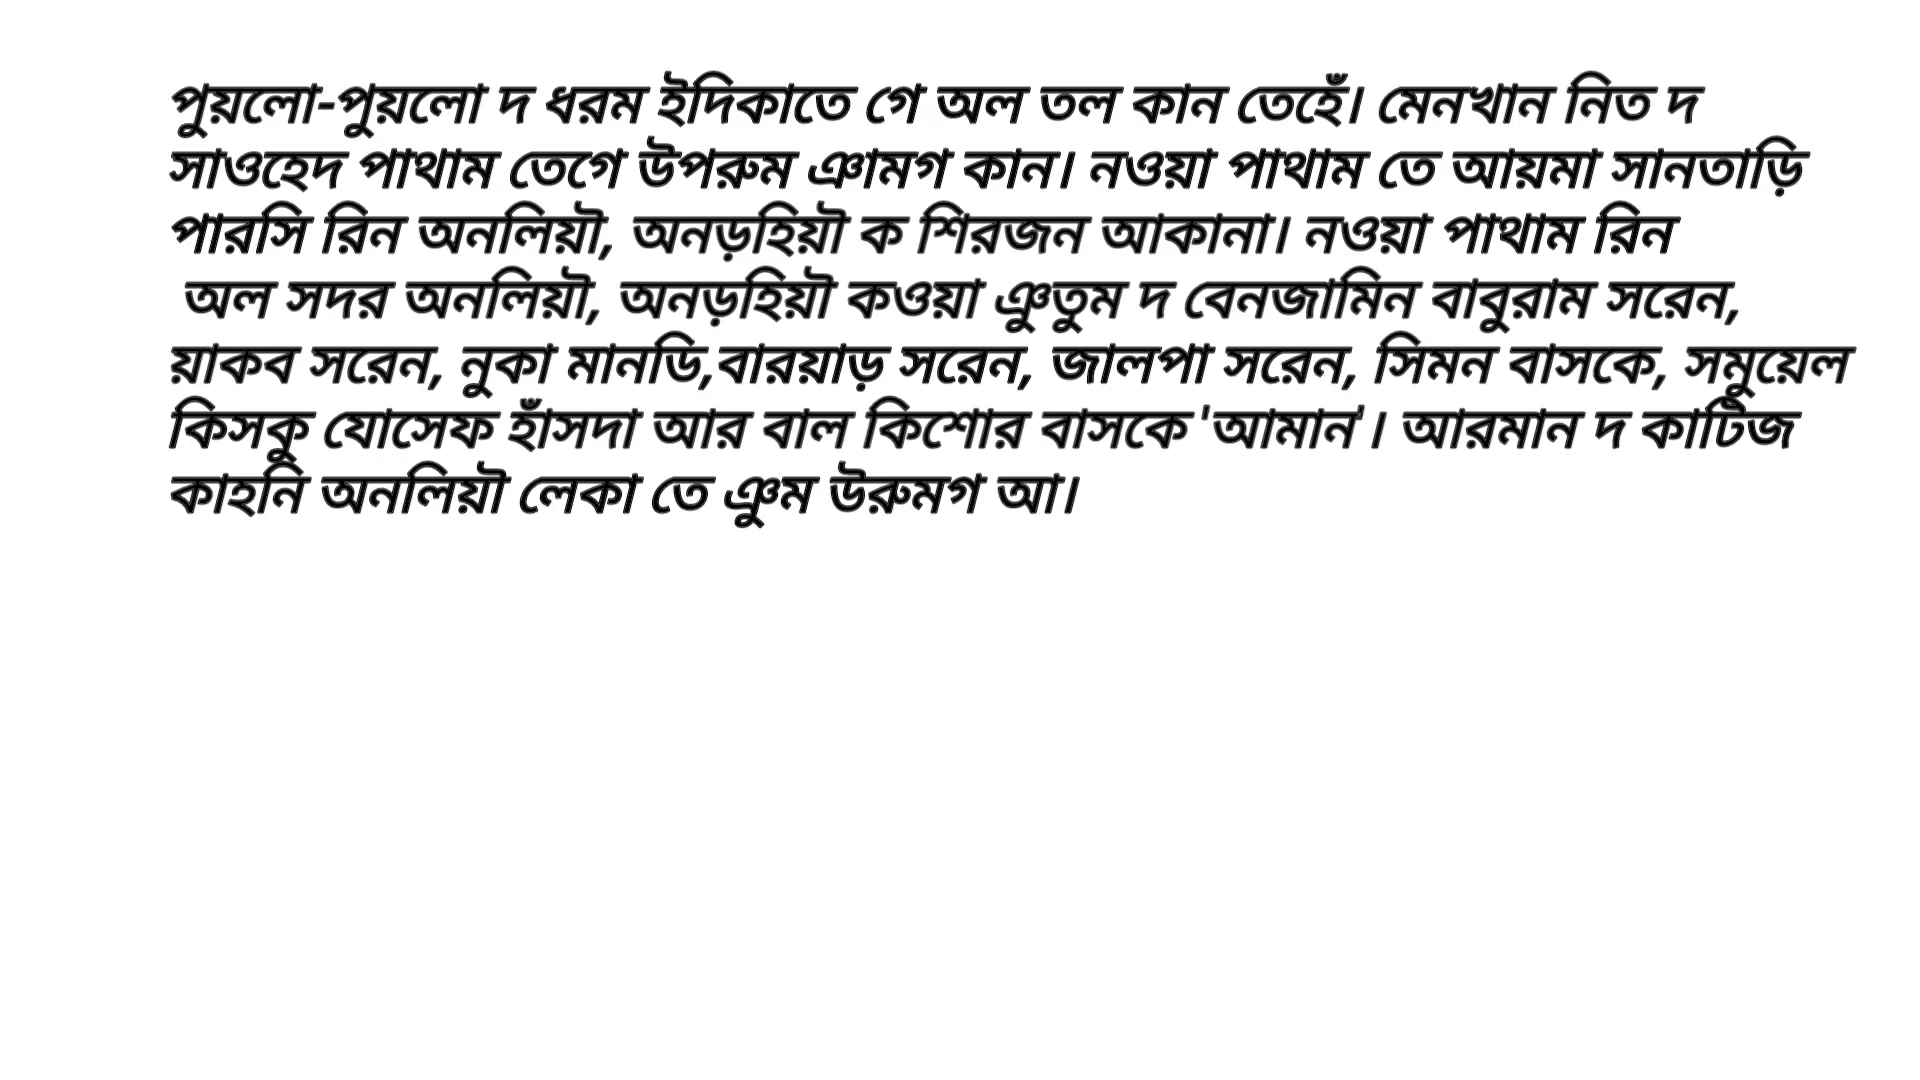 পুয়লো-পুয়লো দ ধরম ইদিকাতে গে অল তল কান তেহেঁ। মেনখান নিত দ
সাওহেদ পাথাম তেগে উপরুম ঞামগ কান। নওয়া পাথাম তে আয়মা সানতাড়ি
পারসি রিন অনলিয়ৗ, অনড়হিয়ৗ ক শিরজন আকানা। নওয়া পাথাম রিন
অল সদর অনলিয়ৗ, অনড়হিয়ৗ কওয়া ঞুতুম দ বেনজামিন বাবুরাম সরেন,
য়াকব সরেন, নুকা মানডি,বারয়াড় সরেন, জালপা সরেন, সিমন বাসকে, সমুয়েল
কিসকু যোসেফ হাঁসদা আর বাল কিশোর বাসকে 'আমান'। আরমান দ কাটিজ
কাহনি অনলিয়ৗ লেকা তে ঞুম উরুমগ আ।